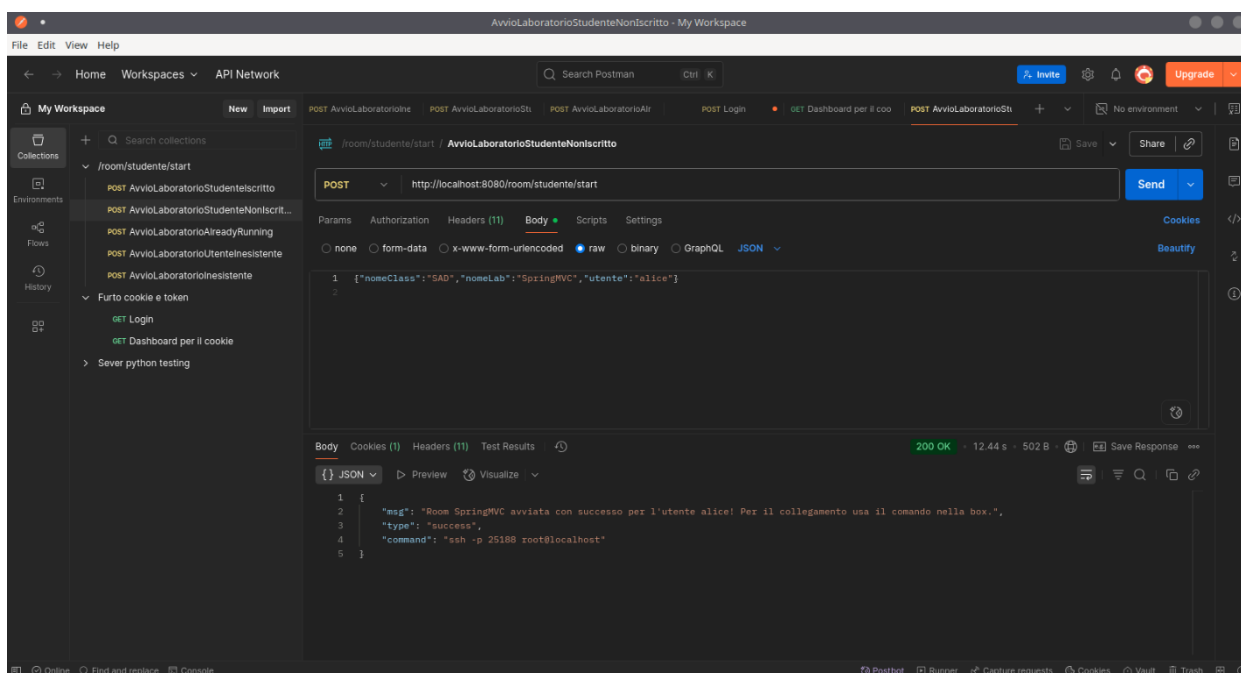 AvvioLaboratorioStudenteNonIscritto - My Workspace
File Edit View Help
Home Workspaces API Network
Search Postman Ctrl K
Invite
Upgrade
My Workspace New Import
POST AvvioLaboratorioIne POST AvvioLaboratorioStu POST AvvioLaboratorioAlr POST Login GET Dashboard per il coo POST AvvioLaboratorioStu No environment
Collections
Environments
Flows
History
Search collections
/room/studente/start
POST AvvioLaboratorioStudenteIscritto
POST AvvioLaboratorioStudenteNonIscrit...
POST AvvioLaboratorioAlreadyRunning
POST AvvioLaboratorioUtenteInesistente
POST AvvioLaboratorioInesistente
Furto cookie e token
GET Login
GET Dashboard per il cookie
Sever python testing
HTTP /room/studente/start / AvvioLaboratorioStudenteNonIscritto
Save Share
POST http://localhost:8080/room/studente/start
Send
Params Authorization Headers (11) Body Scripts Settings Cookies
none form-data x-www-form-urlencoded raw binary GraphQL JSON Beautify
1 {"nomeClass":"SAD","nomeLab":"SpringMVC","utente":"alice"}
2
Body Cookies (1) Headers (11) Test Results 200 OK 12.44 s 502 B Save Response
{} JSON Preview Visualize
1 {
2 "msg": "Room SpringMVC avviata con successo per l'utente alice! Per il collegamento usa il comando nella box.",
3 "type": "success",
4 "command": "ssh -p 25188 root@localhost"
5 }
Online Find and replace Console Postbot Runner Capture requests Cookies Vault Trash